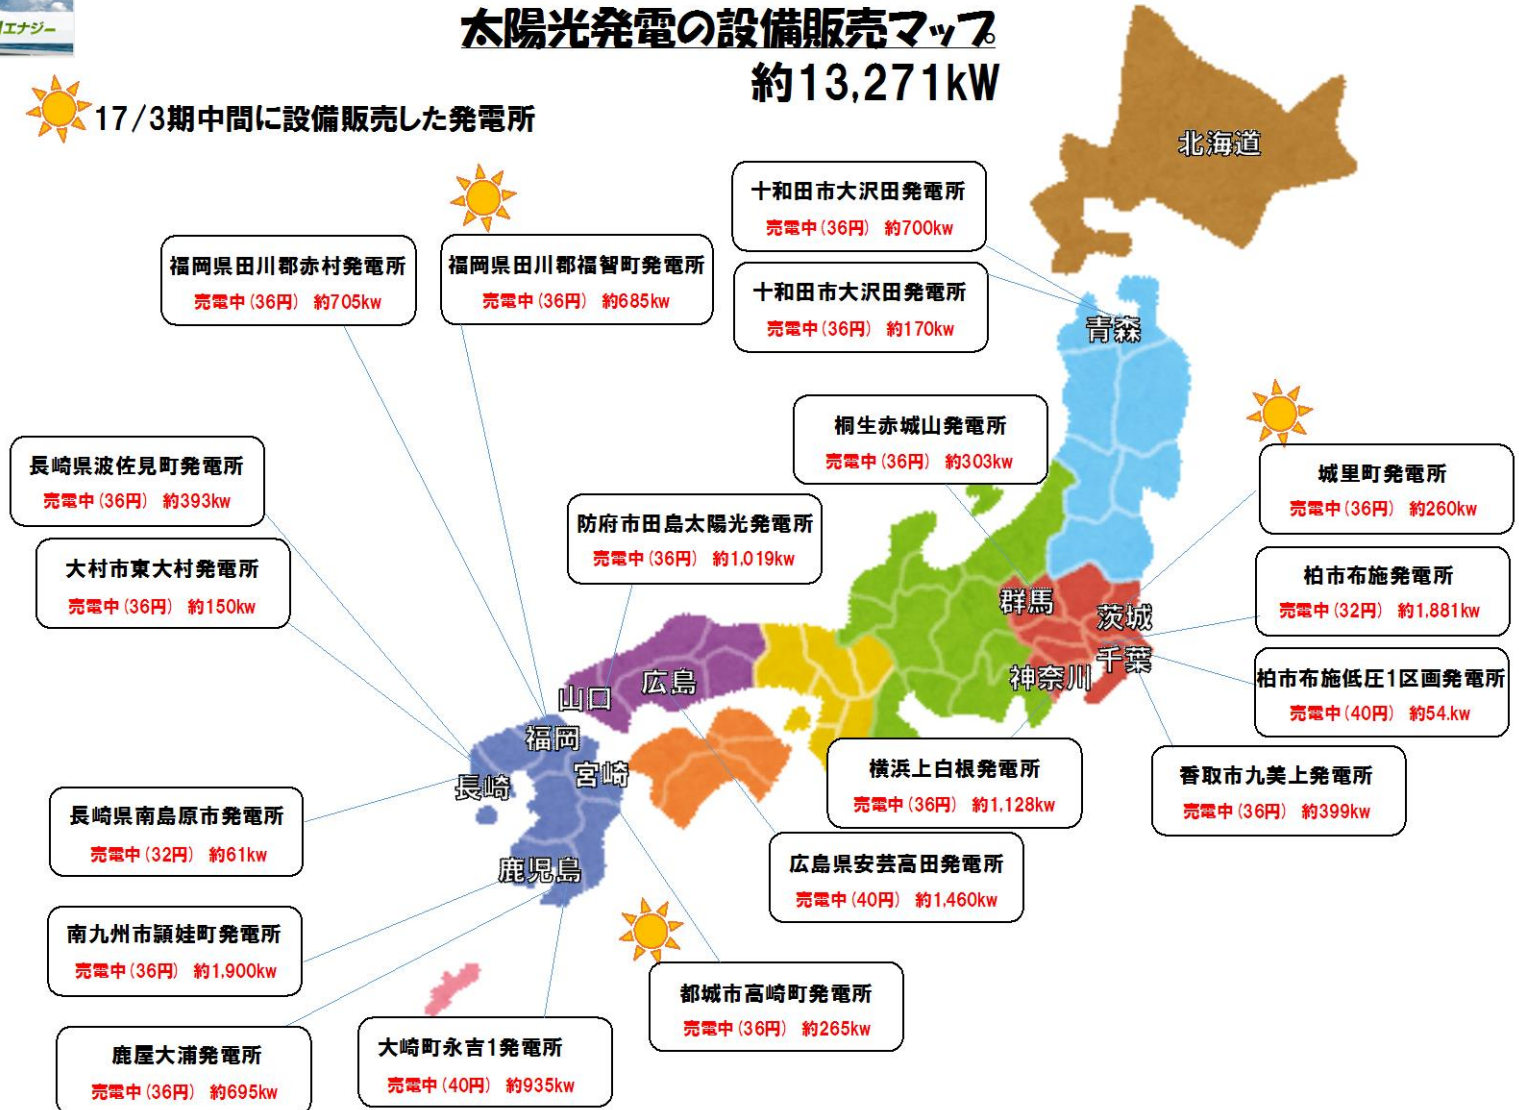 エナジー
太陽光発電の設備販売マップ。
約13,271kW
17/3期中間に設備販売した発電所
北海道
十和田市大沢田発電所
売電中(36円) 約700kw
福岡県田川郡赤村発電所
売電中(36円) 約705kw
福岡県田川郡福智町発電所
売電中(36円) 約685kw
十和田市大沢田発電所
売電中(36円) 約170kw
青森
桐生赤城山発電所
売電中(36円) 約303kw
長崎県波佐見町発電所
売電中(36円) 約393kw
城里町発電所
売電中(36円) 約260kw
防府市田島太陽光発電所
売電中(36円) 約1,019kw
大村市東大村発電所
売電中(36円) 約150kw
柏市布施発電所
売電中(32円) 約1,881kw
群馬
茨城
千葉
神奈川
広島
山口
柏市布施低圧1区画発電所
売電中(40円) 約54.kw
福岡
宮崎
長崎
横浜上白根発電所
売電中(36円) 約1,128kw
香取市九美上発電所
売電中(36円) 約399kw
長崎県南島原市発電所
売電中(32円) 約61kw
鹿児島
広島県安芸高田発電所
売電中(40円) 約1,460kw
南九州市頴娃町発電所
売電中(36円) 約1,900kw
都城市高崎町発電所
売電中(36円) 約265kw
鹿屋大浦発電所
売電中(36円) 約695kw
大崎町永吉1発電所
売電中(40円) 約935kw